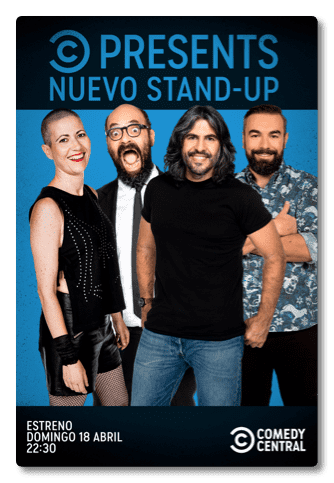 PRESENTS
NUEVO STAND-UP
ESTRENO
DOMINGO 18 ABRIL
22:30
COMEDY
CENTRAL